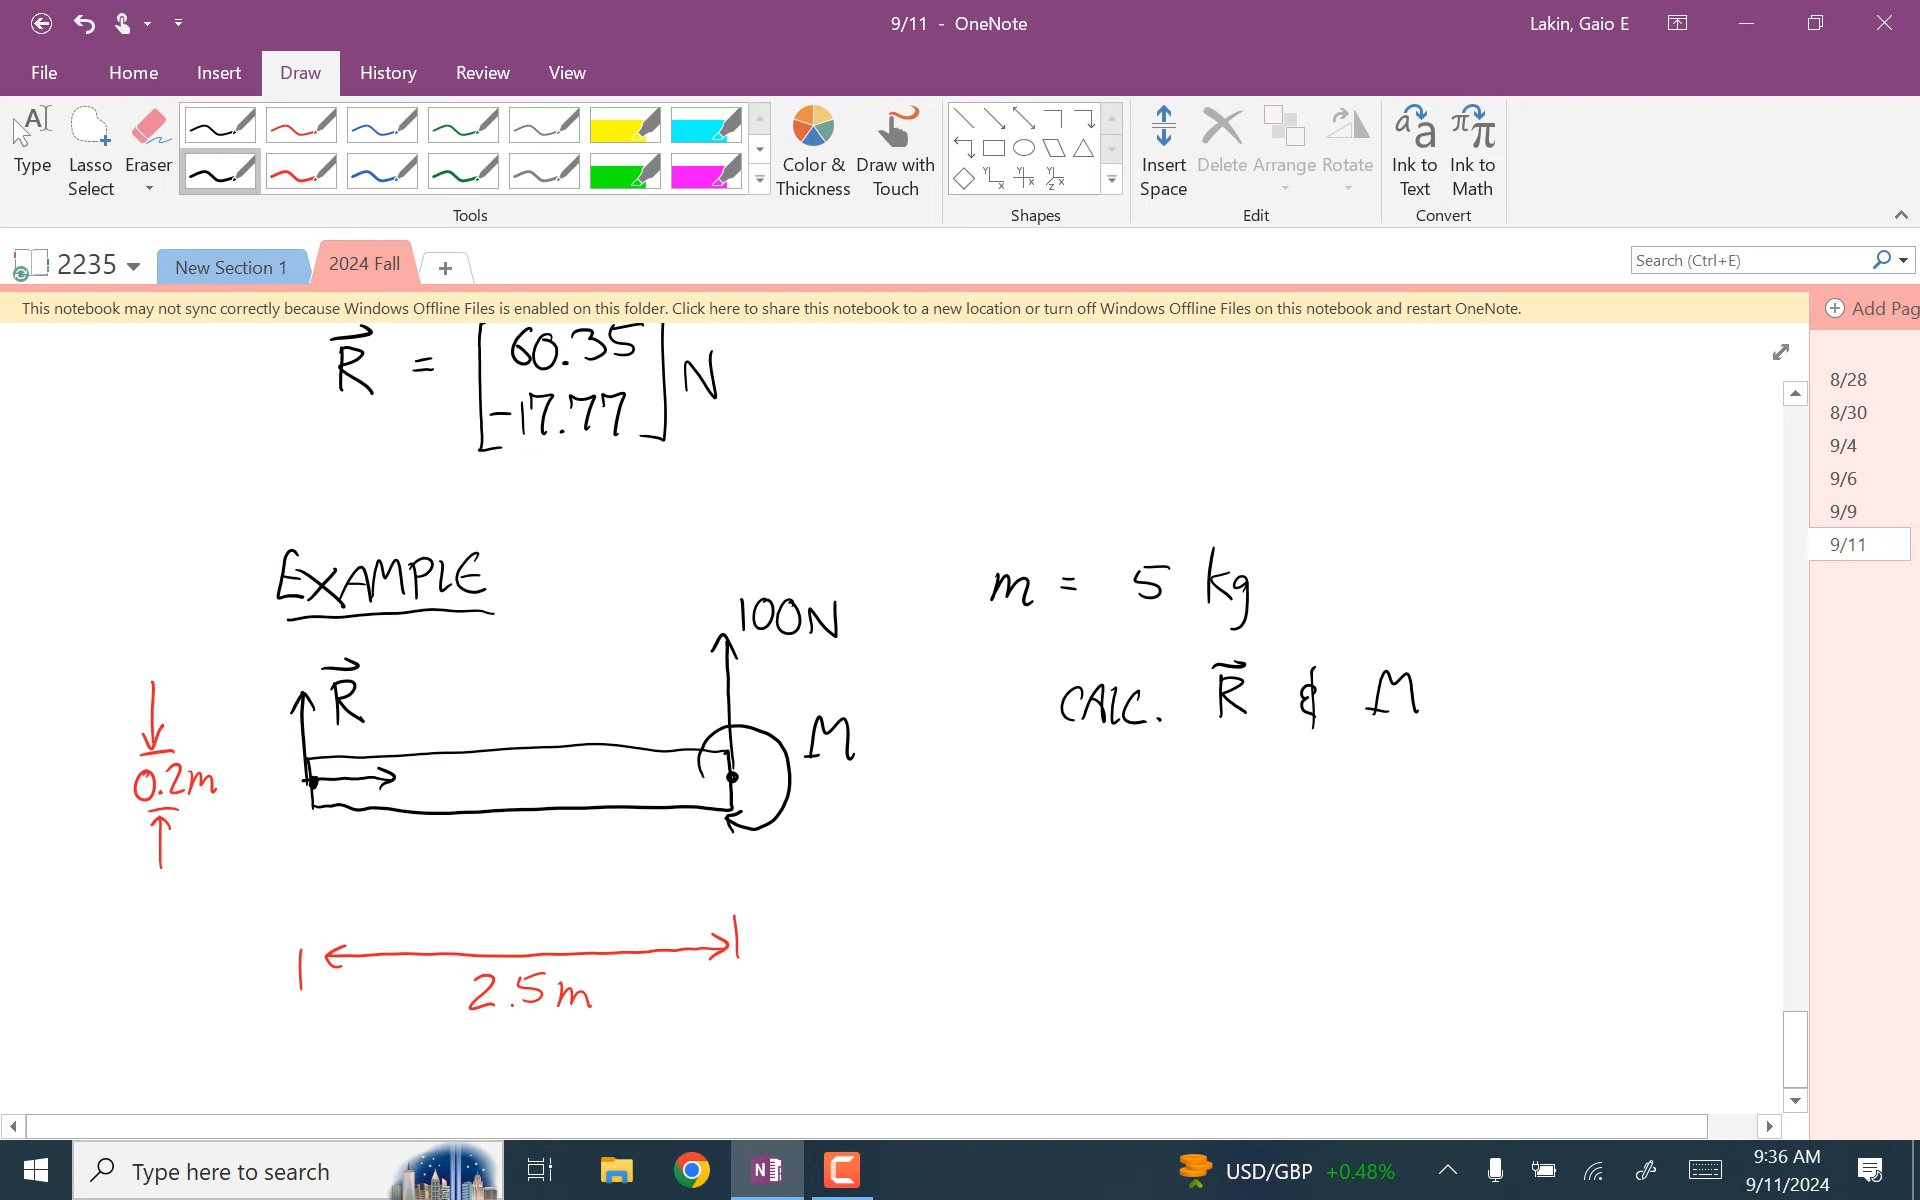 9/11 - OneNote
Lakin, Gaio E
File Home Insert Draw History Review View
Type
Lasso Select
Eraser
Color & Thickness
Draw with Touch
Insert Space
Delete
Arrange
Rotate
Ink to Text
Ink to Math
Tools
Shapes
Edit
Convert
2235
New Section 1
2024 Fall
Search (Ctrl+E)
This notebook may not sync correctly because Windows Offline Files is enabled on this folder. Click here to share this notebook to a new location or turn off Windows Offline Files on this notebook and restart OneNote.
Add Pag
8/28
8/30
9/4
9/6
9/9
9/11
R = [60.35
-17.77] N
EXAMPLE
m = 5 kg
100N
R
CALC. R & M
M
0.2m
2.5m
Type here to search
USD/GBP +0.48%
9:36 AM
9/11/2024